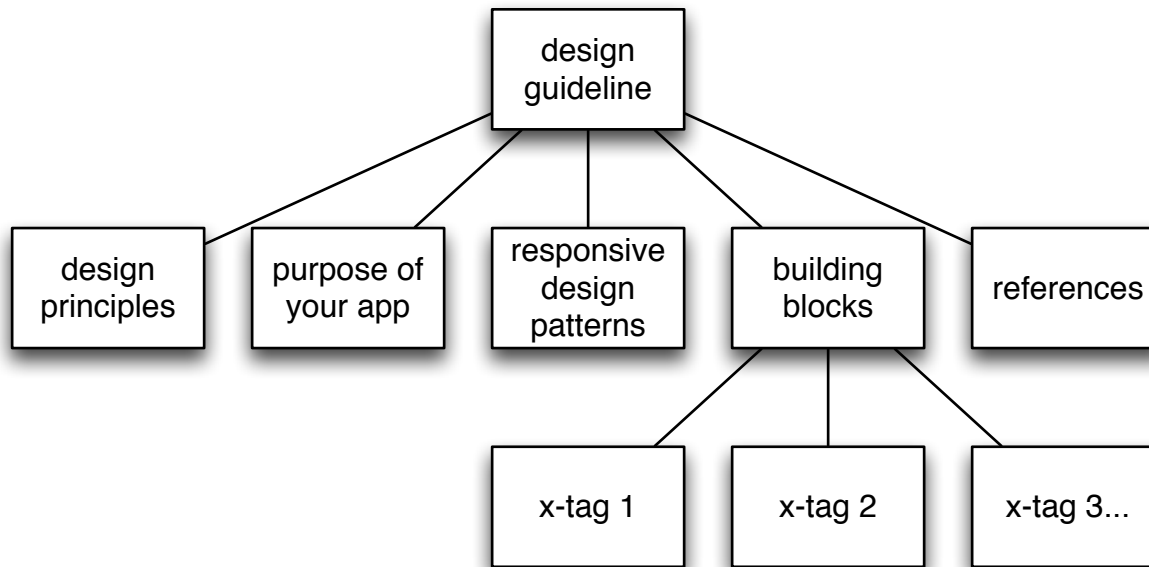 design
guideline
design
principles
purpose of
your app
responsive
design
patterns
building
blocks
references
x-tag 1
x-tag 2
x-tag 3...